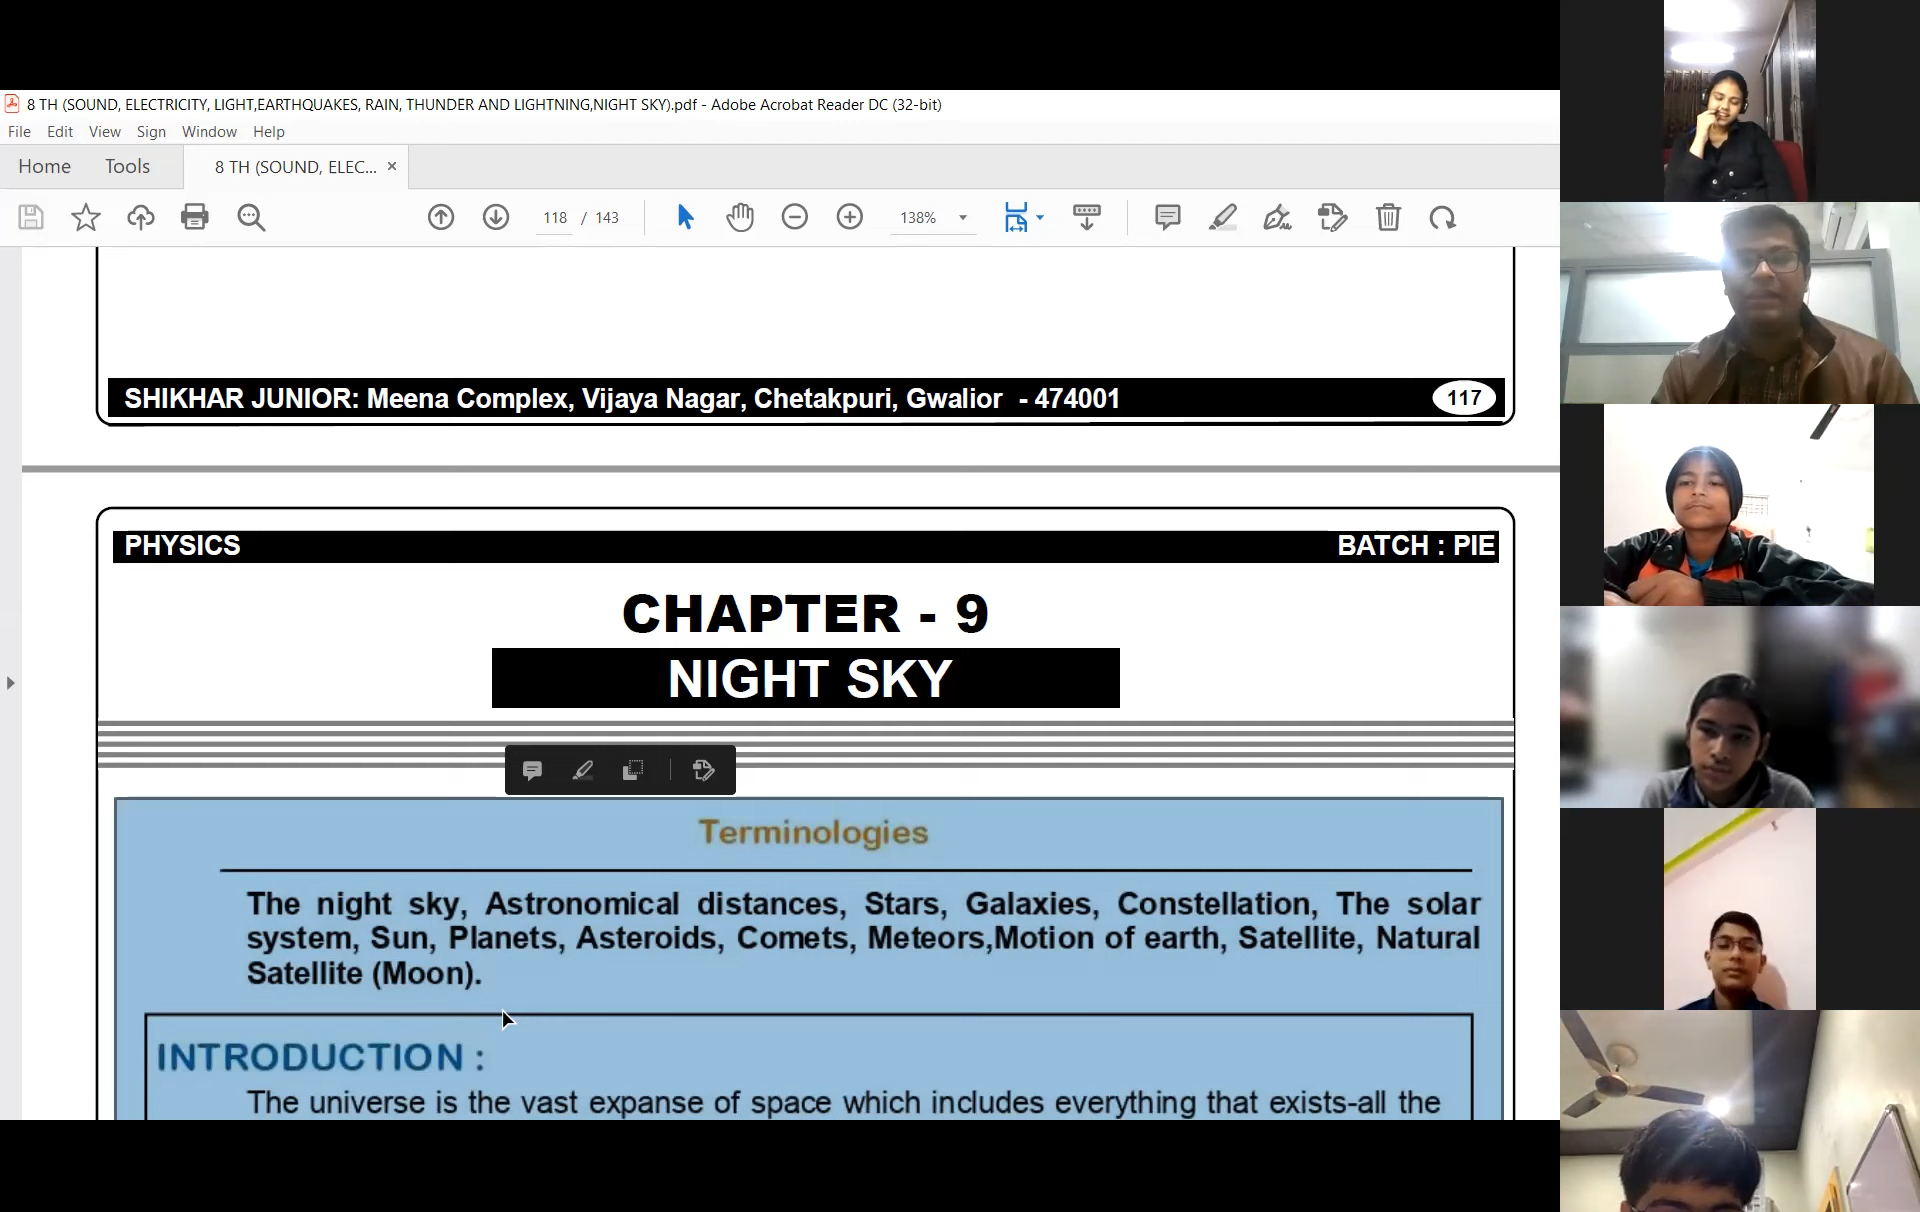 8 TH (SOUND, ELECTRICITY, LIGHT,EARTHQUAKES, RAIN, THUNDER AND LIGHTNING,NIGHT SKY).pdf - Adobe Acrobat Reader DC (32-bit)
File Edit View Sign Window Help
Home Tools 8 TH (SOUND, ELEC... ×
118 / 143 138%
SHIKHAR JUNIOR: Meena Complex, Vijaya Nagar, Chetakpuri, Gwalior - 474001 117
PHYSICS BATCH : PIE
CHAPTER - 9
NIGHT SKY
Terminologies
The night sky, Astronomical distances, Stars, Galaxies, Constellation, The solar
system, Sun, Planets, Asteroids, Comets, Meteors,Motion of earth, Satellite, Natural
Satellite (Moon).
INTRODUCTION :
The universe is the vast expanse of space which includes everything that exists-all the